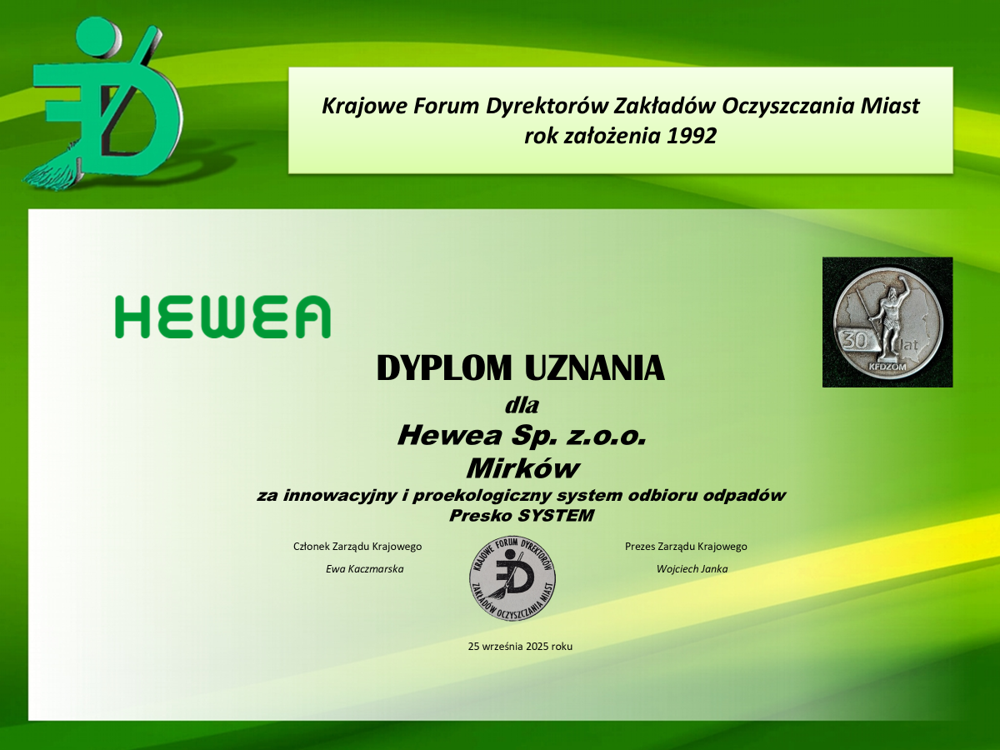 Krajowe Forum Dyrektorów Zakładów Oczyszczania Miast
rok założenia 1992
HEWEA
30 lat
KFDZOM
DYPLOM UZNANIA
dla
Hewea Sp. z.o.o.
Mirków
za innowacyjny i proekologiczny system odbioru odpadów
Presko SYSTEM
Członek Zarządu Krajowego
Ewa Kaczmarska
KRAJOWE FORUM DYREKTORÓW
ZAKŁADÓW OCZYSZCZANIA MIAST
Prezes Zarządu Krajowego
Wojciech Janka
25 września 2025 roku